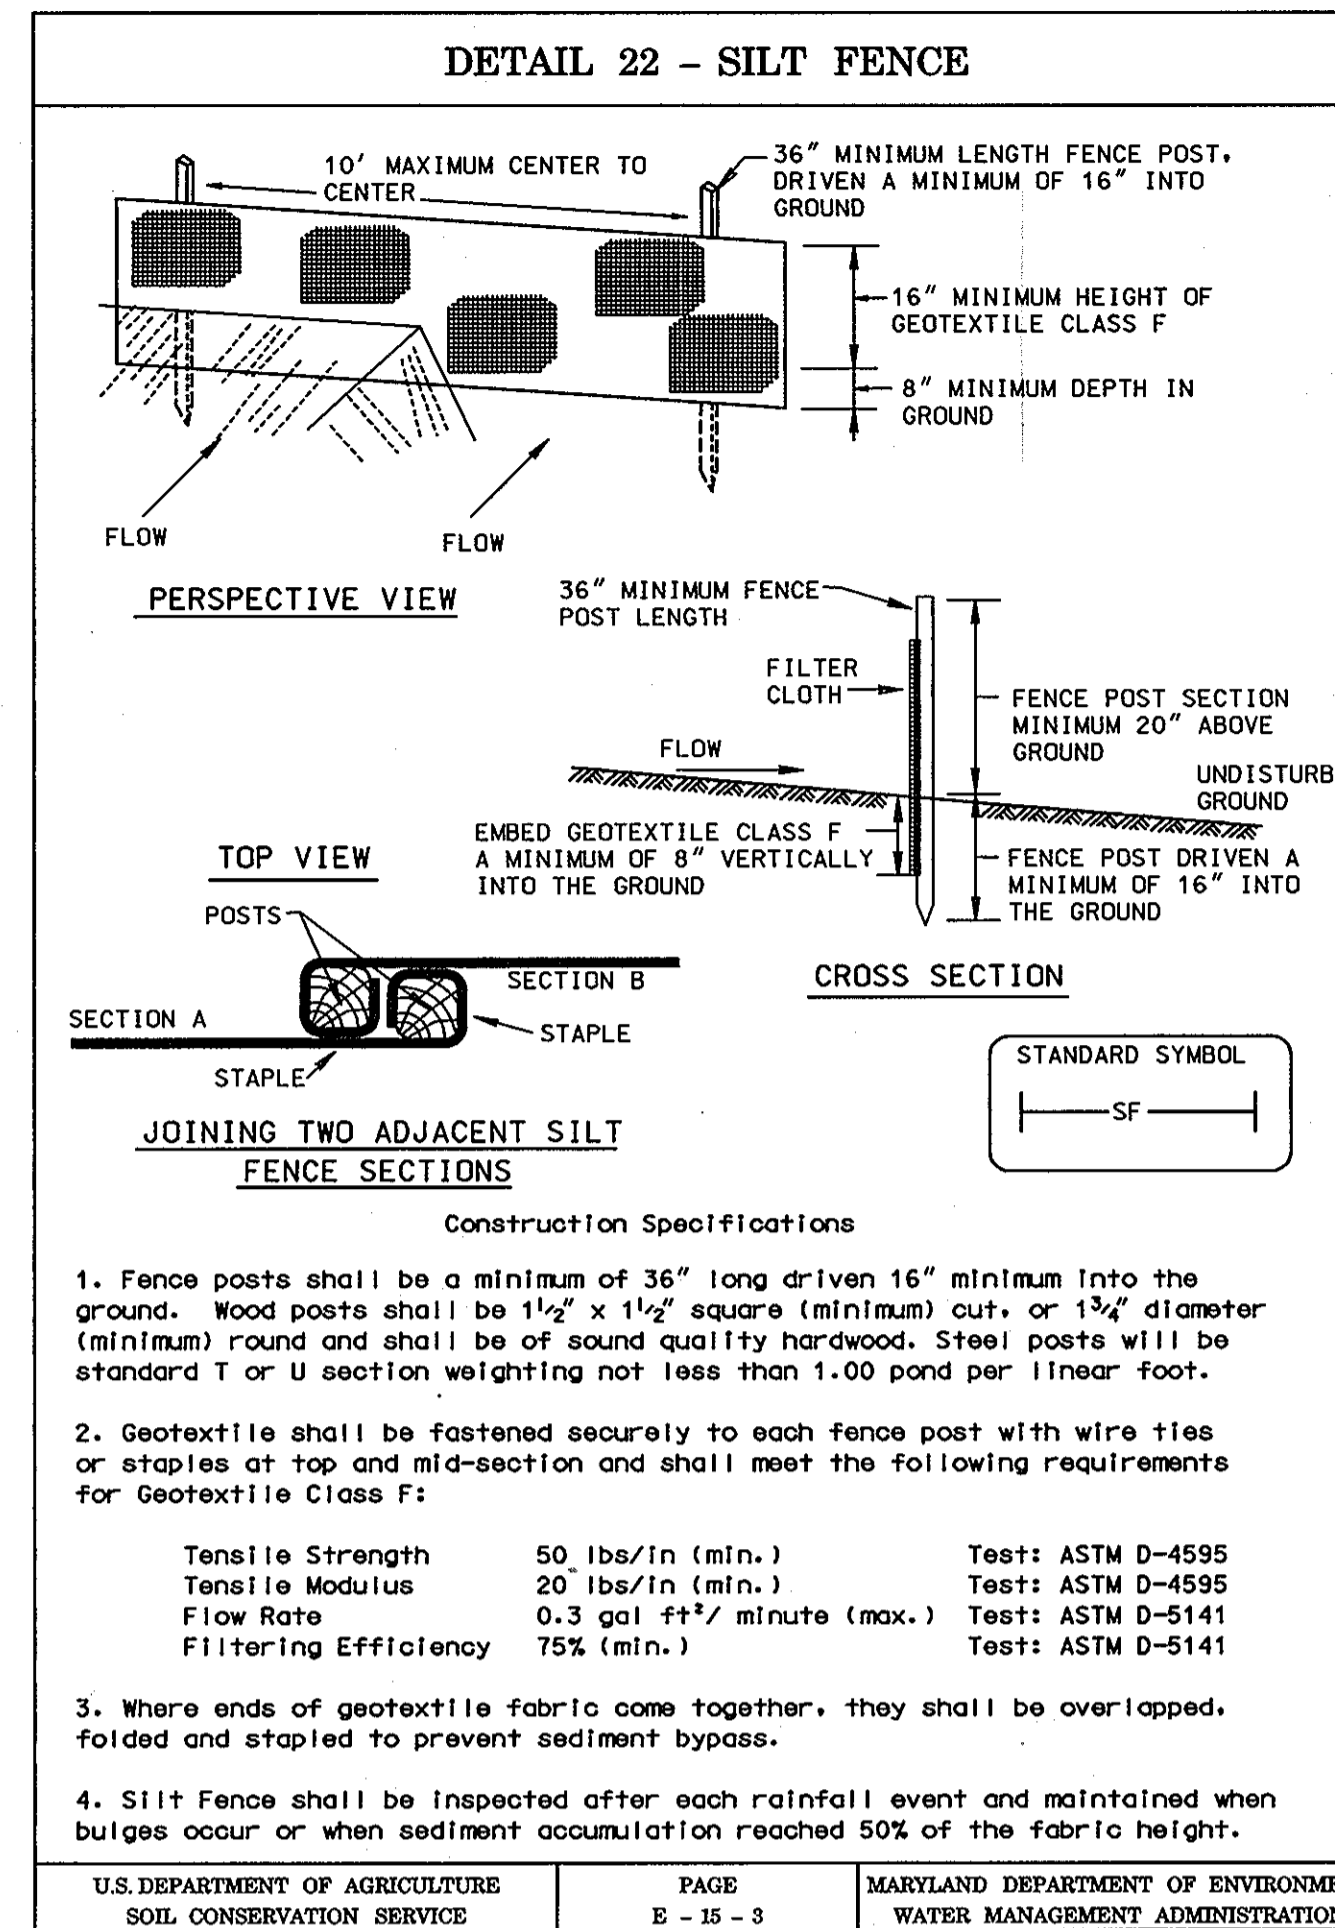 DETAIL 22 – SILT FENCE
10' MAXIMUM CENTER TO
CENTER
36" MINIMUM LENGTH FENCE POST,
DRIVEN A MINIMUM OF 16" INTO
GROUND
16" MINIMUM HEIGHT OF
GEOTEXTILE CLASS F
8" MINIMUM DEPTH IN
GROUND
FLOW
FLOW
PERSPECTIVE VIEW
36" MINIMUM FENCE
POST LENGTH
FILTER
CLOTH
FENCE POST SECTION
MINIMUM 20" ABOVE
GROUND
FLOW
UNDISTURB
GROUND
EMBED GEOTEXTILE CLASS F
A MINIMUM OF 8" VERTICALLY
INTO THE GROUND
FENCE POST DRIVEN A
MINIMUM OF 16" INTO
THE GROUND
CROSS SECTION
TOP VIEW
POSTS
SECTION B
SECTION A
STAPLE
STAPLE
JOINING TWO ADJACENT SILT
FENCE SECTIONS
STANDARD SYMBOL
SF
Construction Specifications
1. Fence posts shall be a minimum of 36" long driven 16" minimum into the
ground. Wood posts shall be 1 1/2" x 1 1/2" square (minimum) cut, or 1 3/4" diameter
(minimum) round and shall be of sound quality hardwood. Steel posts will be
standard T or U section weighting not less than 1.00 pond per linear foot.
2. Geotextile shall be fastened securely to each fence post with wire ties
or staples at top and mid-section and shall meet the following requirements
for Geotextile Class F:
Tensile Strength 50 lbs/in (min.) Test: ASTM D-4595
Tensile Modulus 20 lbs/in (min.) Test: ASTM D-4595
Flow Rate 0.3 gal ft²/ minute (max.) Test: ASTM D-5141
Filtering Efficiency 75% (min.) Test: ASTM D-5141
3. Where ends of geotextile fabric come together, they shall be overlapped,
folded and stapled to prevent sediment bypass.
4. Silt Fence shall be inspected after each rainfall event and maintained when
bulges occur or when sediment accumulation reached 50% of the fabric height.
U.S. DEPARTMENT OF AGRICULTURE
SOIL CONSERVATION SERVICE
PAGE
E – 15 – 3
MARYLAND DEPARTMENT OF ENVIRONME
WATER MANAGEMENT ADMINISTRATION